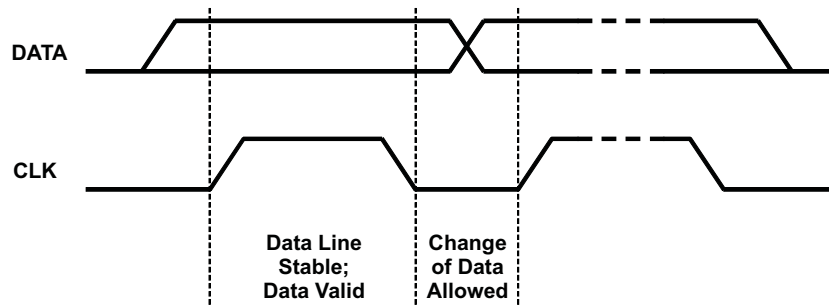 DATA
CLK
Data Line
Stable;
Data Valid
Change
of Data
Allowed